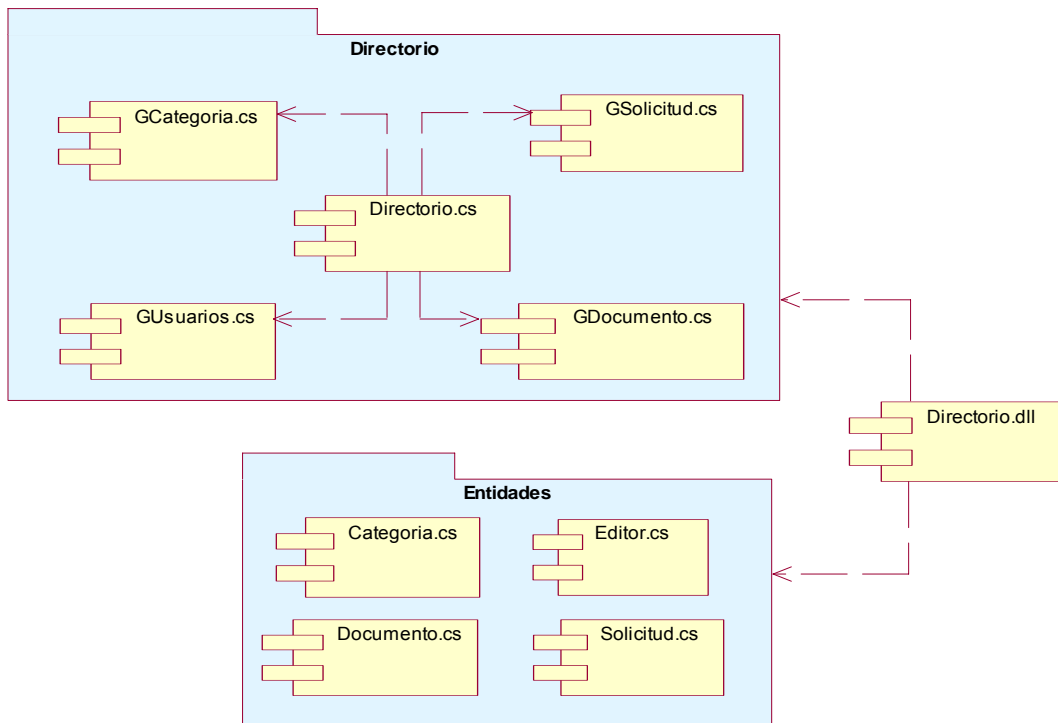 Directorio
GCategoria.cs
GSolicitud.cs
Directorio.cs
GUsuarios.cs
GDocumento.cs
Directorio.dll
Entidades
Categoria.cs
Editor.cs
Documento.cs
Solicitud.cs